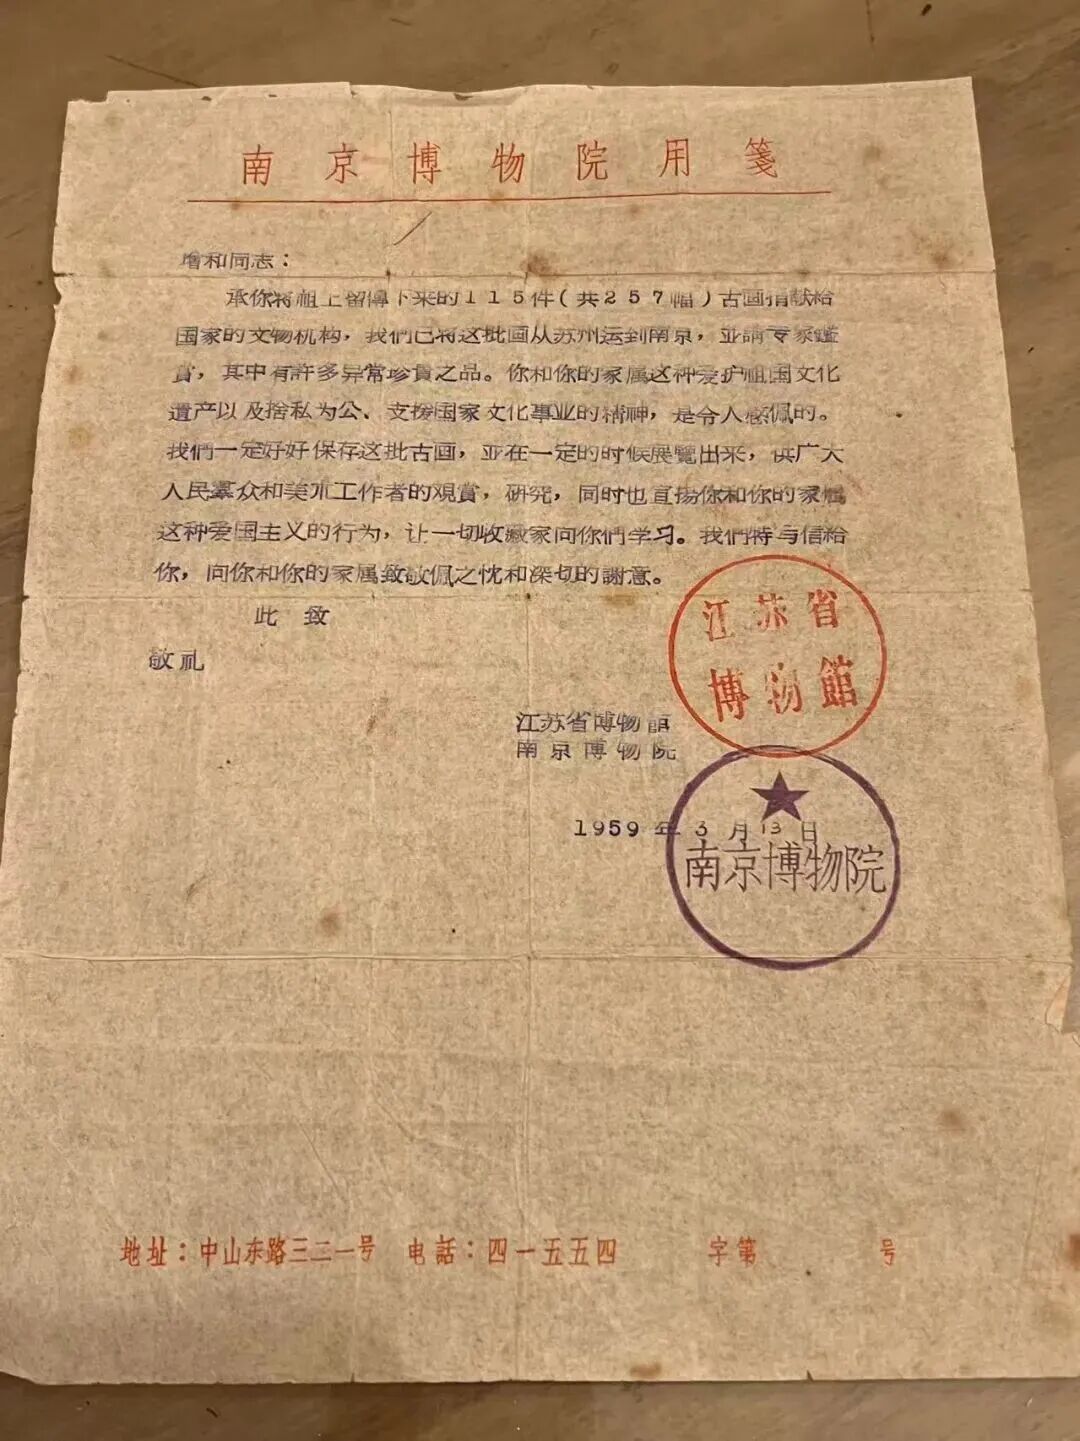 南京博物院用箋
增和同志：
承你将祖上留傳下来的115件（共257幅）古画捐献给
国家的文物机构，我們已将这批画从苏州运到南京，並請专家鑑
賞，其中有許多异常珍貴之品。你和你的家属这种爱护祖国文化
遺产以及捨私为公、支援国家文化事业的精神，是令人感佩的。
我們一定好好保存这批古画，並在一定的时候展覽出来，供广大
人民羣众和美朮工作者的观賞，研究，同时也宣扬你和你的家属
这种爱国主义的行为，让一切收藏家向你們学习。我們特与信給
你，向你和你的家属致敬佩之忱和深切的謝意。
此致
敬礼
江苏省博物館
江苏省博物館
南京博物院
1959年3月13日
南京博物院
地址：中山东路三二一号 电話：四一五五四 字第 号